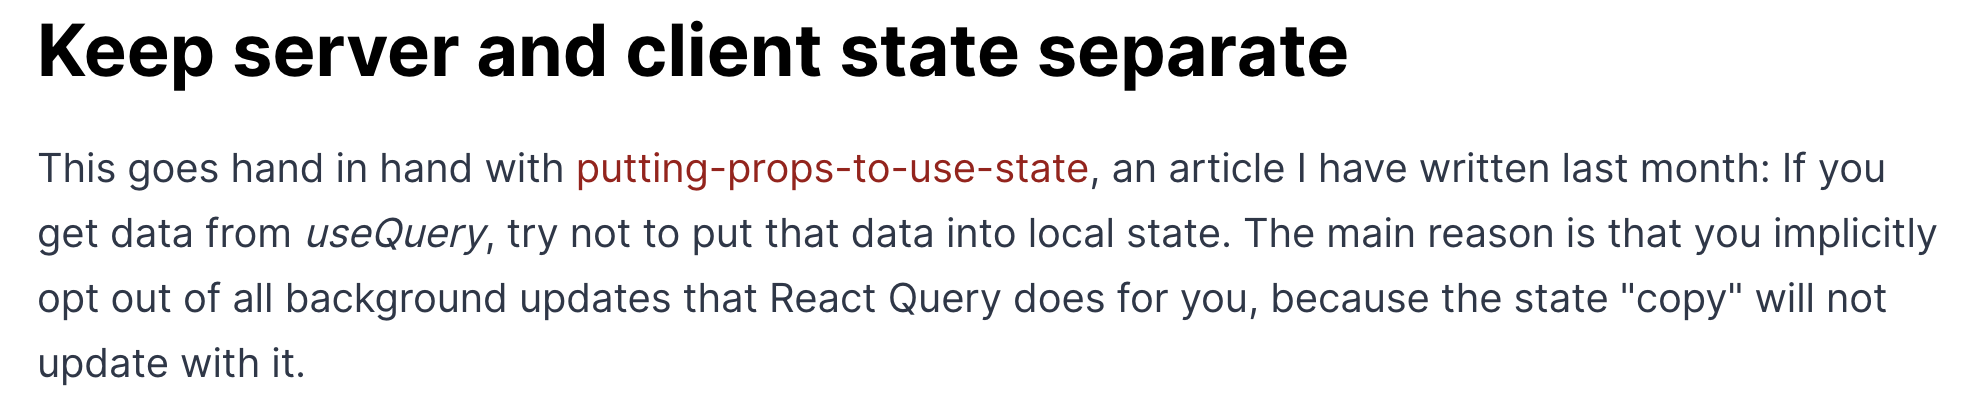 Keep server and client state separate
This goes hand in hand with putting-props-to-use-state, an article I have written last month: If you
get data from useQuery, try not to put that data into local state. The main reason is that you implicitly
opt out of all background updates that React Query does for you, because the state "copy" will not
update with it.